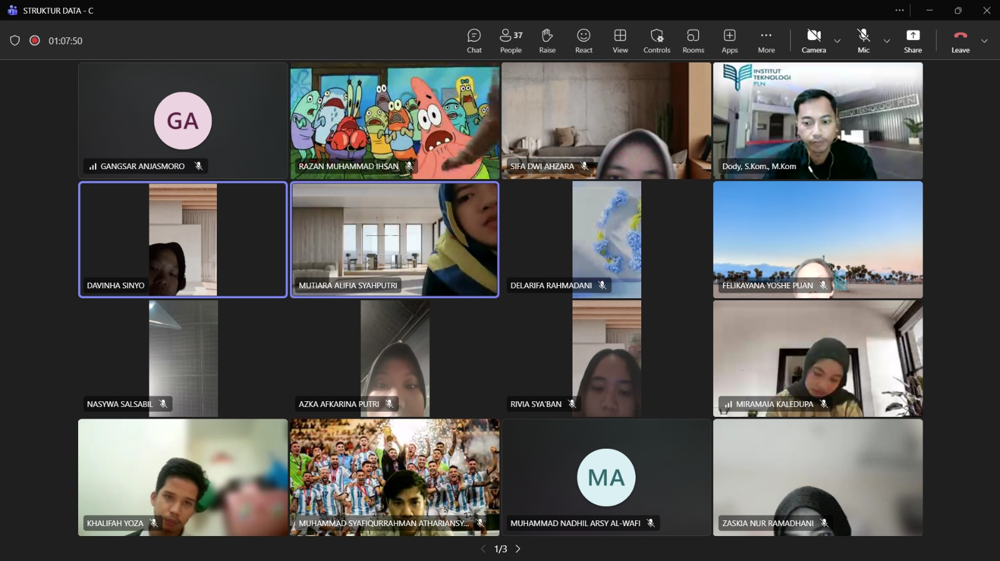 STRUKTUR DATA - C
01:07:50
Chat
People
37
Raise
React
View
Controls
Rooms
Apps
More
Camera
Mic
Share
Leave
GA
GANGSAR ANJASMORO
RAZAN MUHAMMAD IHSAN
SIFA DWI AHZARA
INSTITUT
TEKNOLOGI
PLN
INSTITUT TEKNOLOGI PLN
Dody, S.Kom., M.Kom
DAVINHA SINYO
MUTIARA ALIFIA SYAHPUTRI
DELARIFA RAHMADANI
FELIKAYANA YOSHE PUAN
NASYWA SALSABIL
AZKA AFKARINA PUTRI
RIVIA SYA'BAN
MIRAMAIA KALEDUPA
KHALIFAH YOZA
MUHAMMAD SYAFIQURRAHMAN ATHARIANSY...
MA
MUHAMMAD NADHIL ARSY AL-WAFI
ZASKIA NUR RAMADHANI
1/3